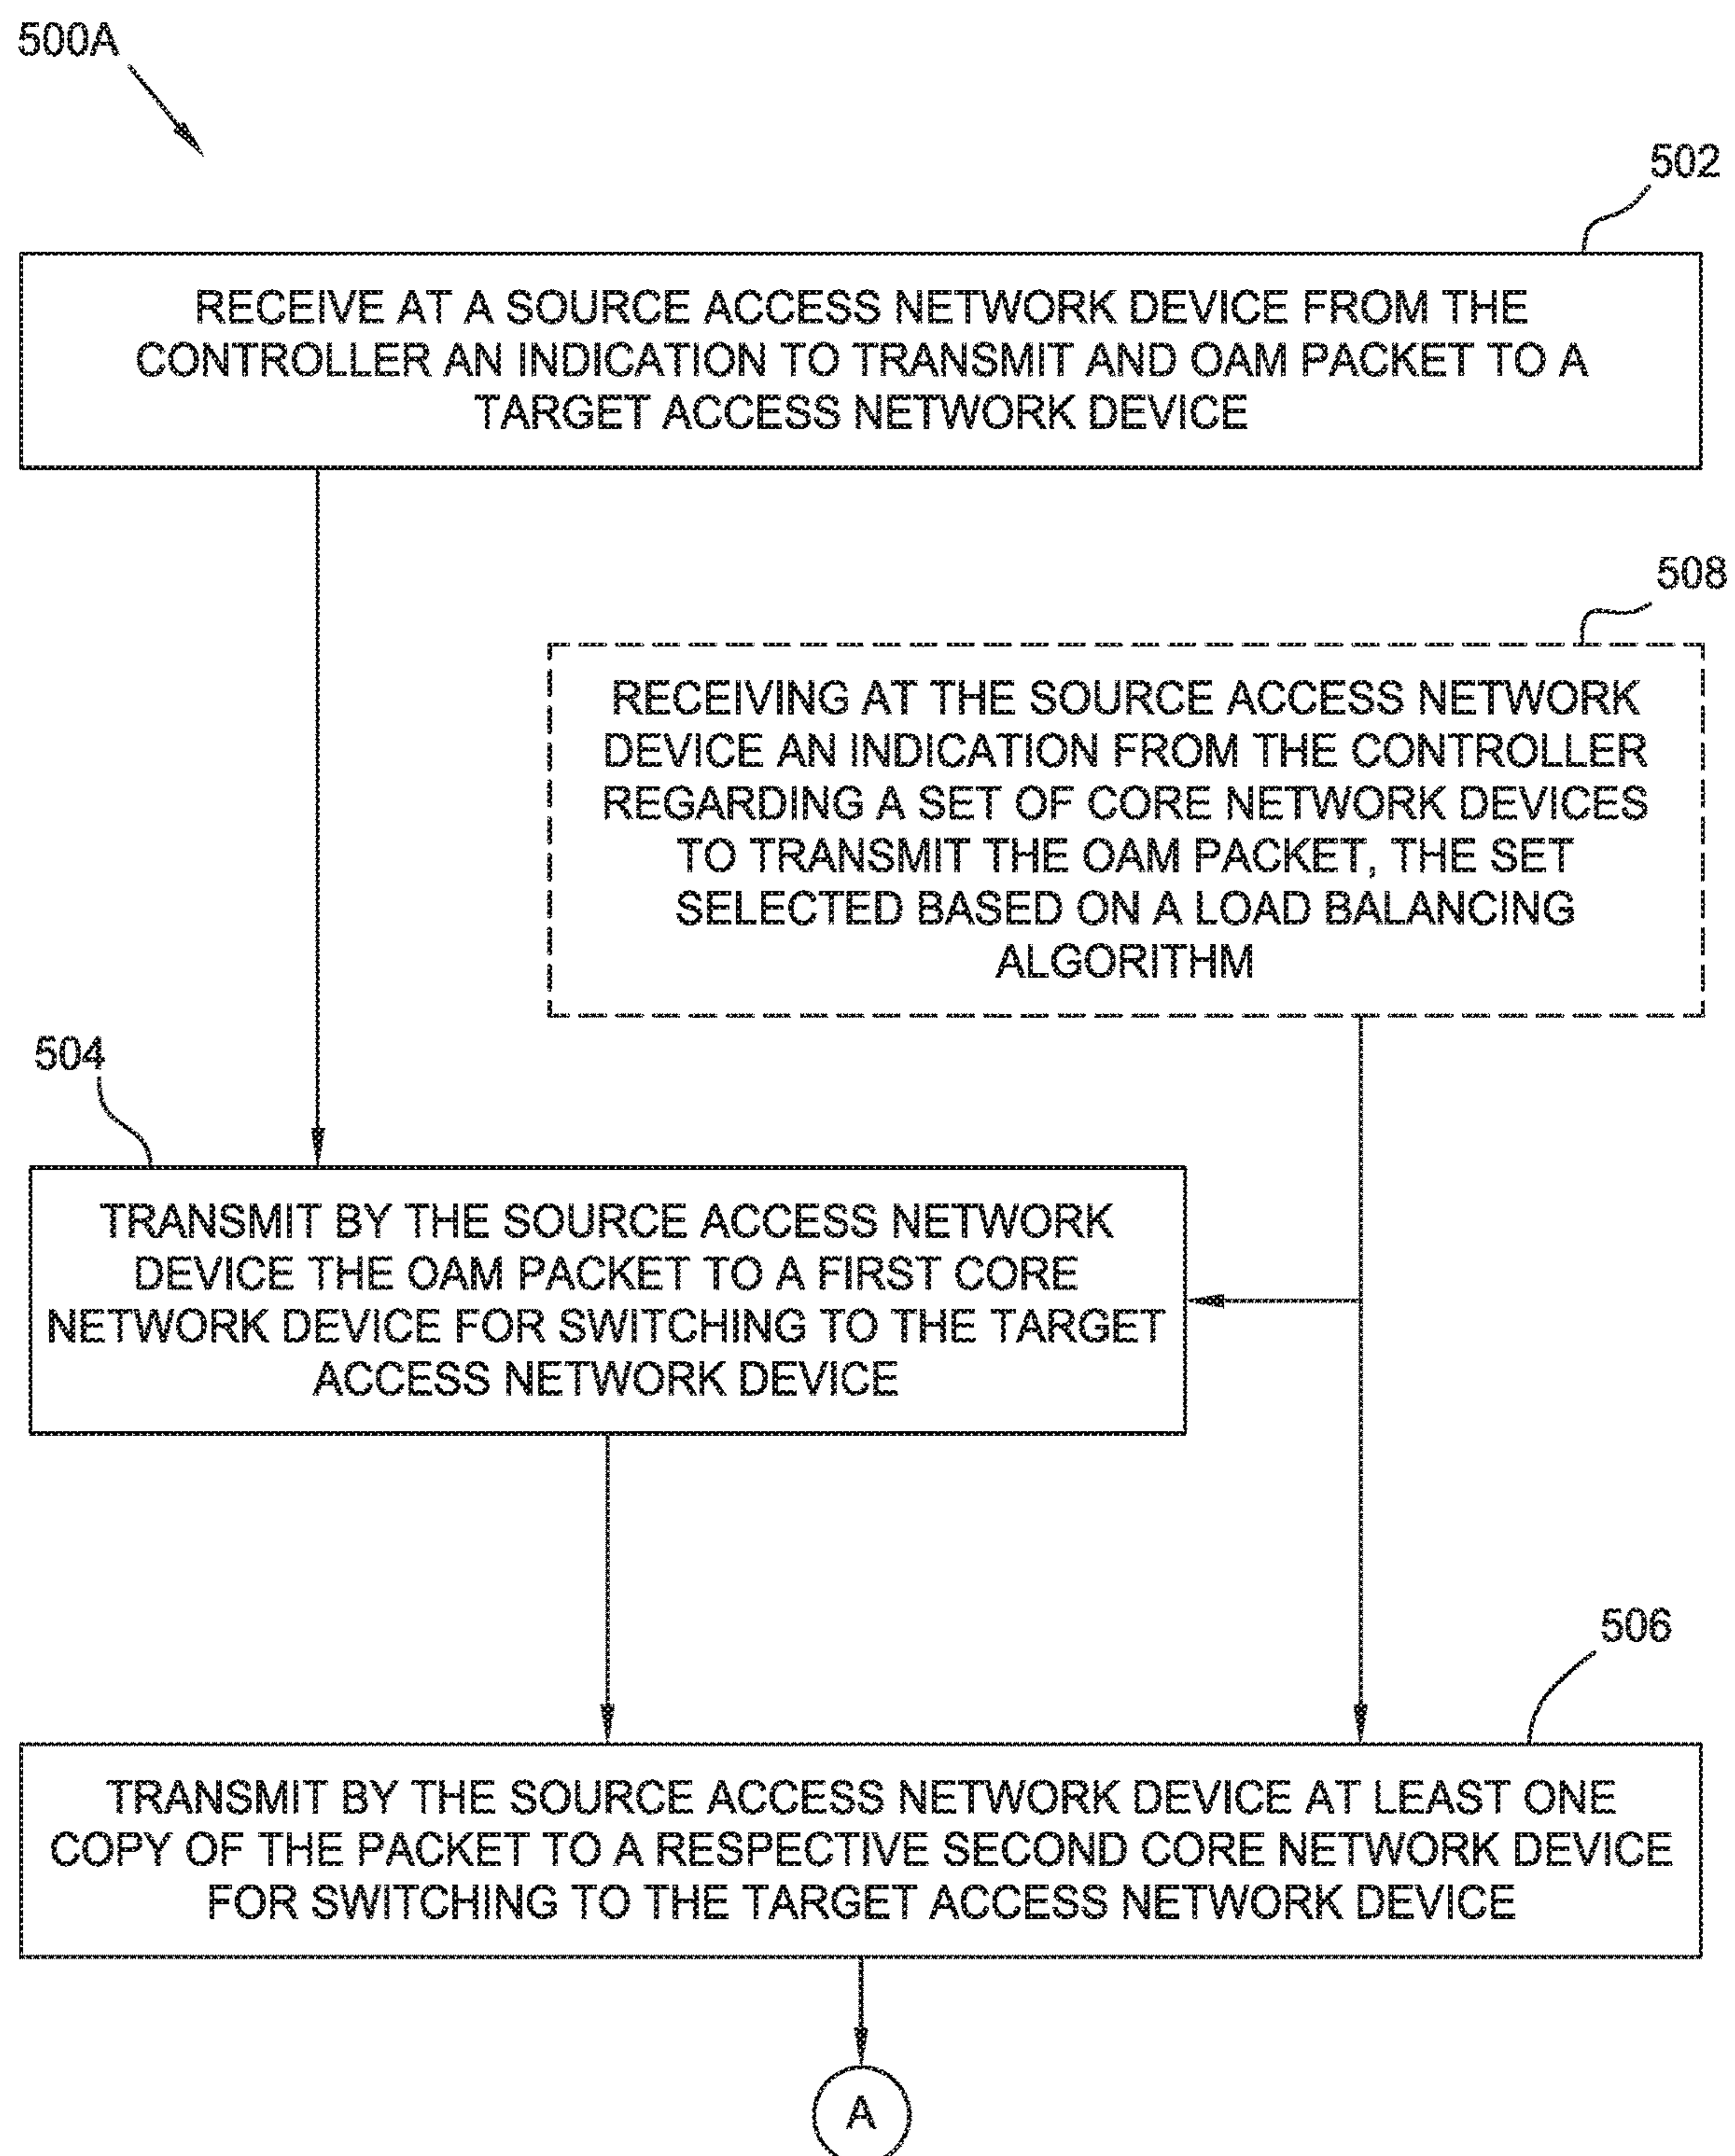 500A
502
RECEIVE AT A SOURCE ACCESS NETWORK DEVICE FROM THE
CONTROLLER AN INDICATION TO TRANSMIT AND OAM PACKET TO A
TARGET ACCESS NETWORK DEVICE
508
RECEIVING AT THE SOURCE ACCESS NETWORK
DEVICE AN INDICATION FROM THE CONTROLLER
REGARDING A SET OF CORE NETWORK DEVICES
TO TRANSMIT THE OAM PACKET, THE SET
SELECTED BASED ON A LOAD BALANCING
ALGORITHM
504
TRANSMIT BY THE SOURCE ACCESS NETWORK
DEVICE THE OAM PACKET TO A FIRST CORE
NETWORK DEVICE FOR SWITCHING TO THE TARGET
ACCESS NETWORK DEVICE
506
TRANSMIT BY THE SOURCE ACCESS NETWORK DEVICE AT LEAST ONE
COPY OF THE PACKET TO A RESPECTIVE SECOND CORE NETWORK DEVICE
FOR SWITCHING TO THE TARGET ACCESS NETWORK DEVICE
A